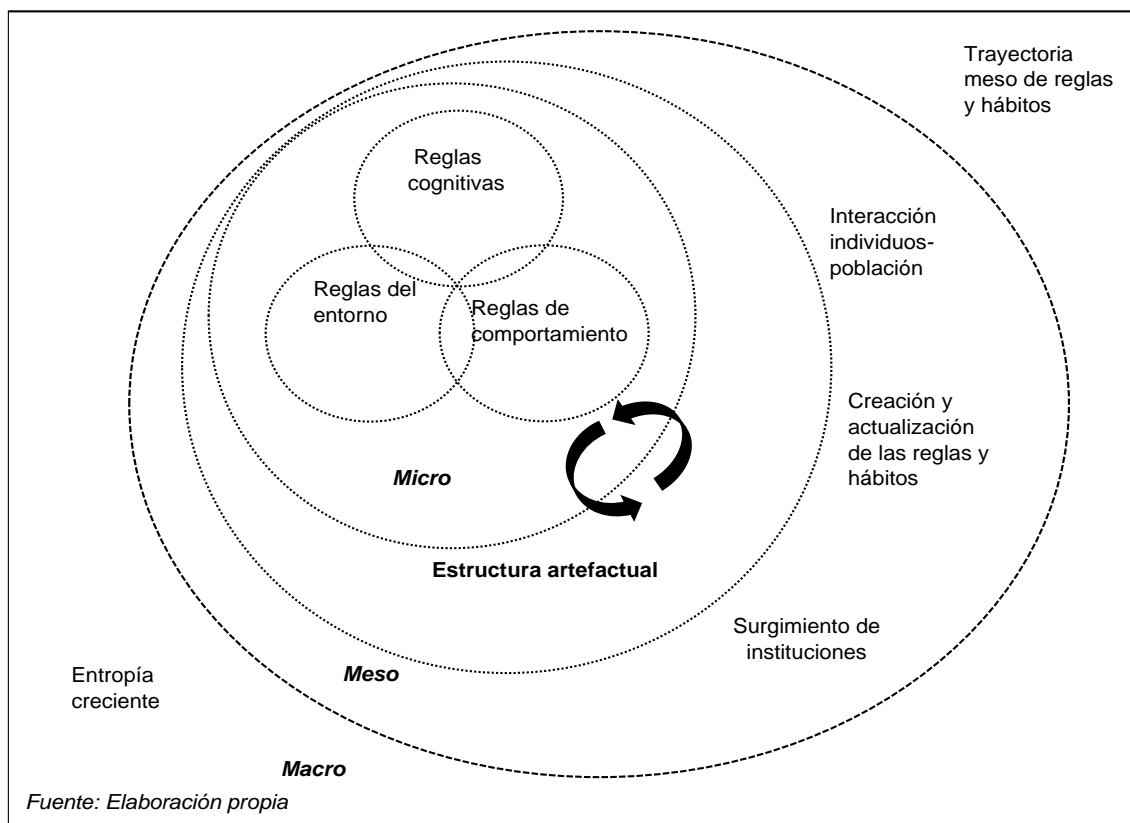 Trayectoria
meso de reglas
y hábitos
Reglas
cognitivas
Interacción
individuos-
población
Reglas del
entorno
Reglas de
comportamiento
Creación y
actualización
de las reglas y
hábitos
Micro
Estructura artefactual
Surgimiento de
instituciones
Meso
Entropía
creciente
Macro
Fuente: Elaboración propia